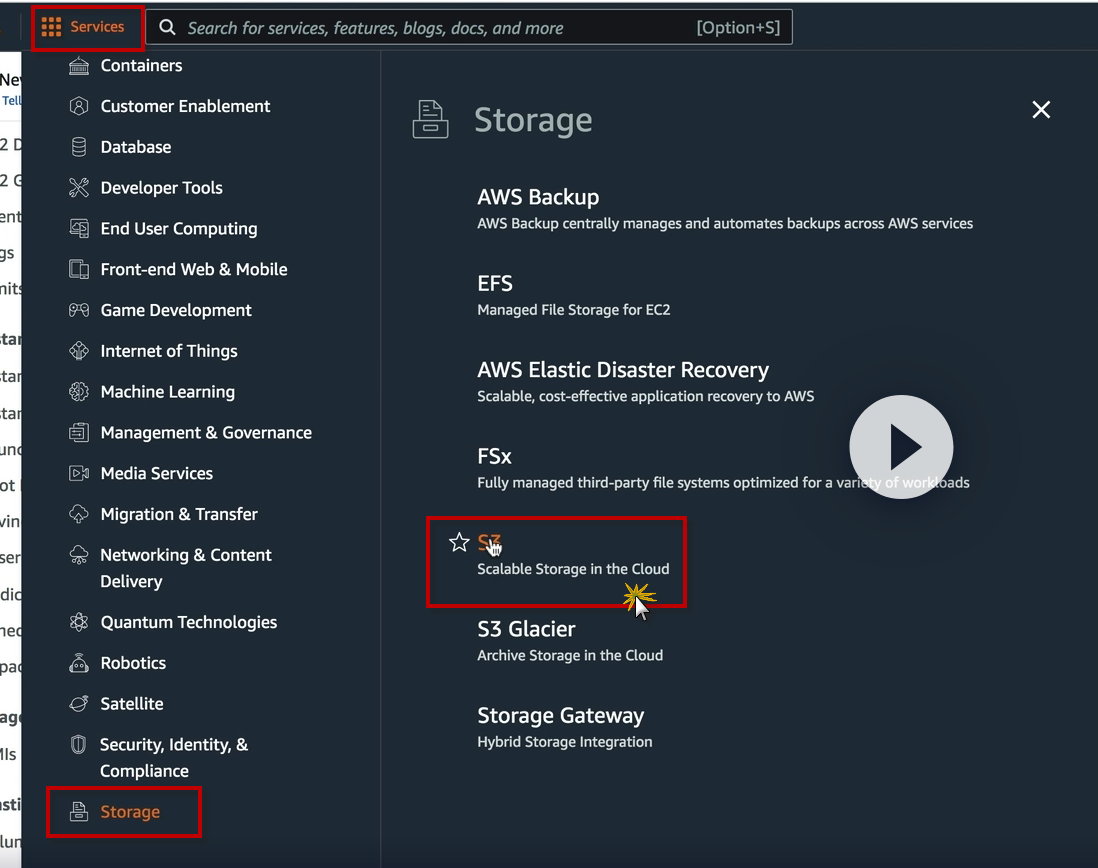 Services
Search for services, features, blogs, docs, and more
[Option+S]
Containers
Customer Enablement
Database
Developer Tools
End User Computing
Front-end Web & Mobile
Game Development
Internet of Things
Machine Learning
Management & Governance
Media Services
Migration & Transfer
Networking & Content
Delivery
Quantum Technologies
Robotics
Satellite
Security, Identity, &
Compliance
Storage
Storage
AWS Backup
AWS Backup centrally manages and automates backups across AWS services
EFS
Managed File Storage for EC2
AWS Elastic Disaster Recovery
Scalable, cost-effective application recovery to AWS
FSx
Fully managed third-party file systems optimized for a variety of workloads
S3
Scalable Storage in the Cloud
S3 Glacier
Archive Storage in the Cloud
Storage Gateway
Hybrid Storage Integration
Tell